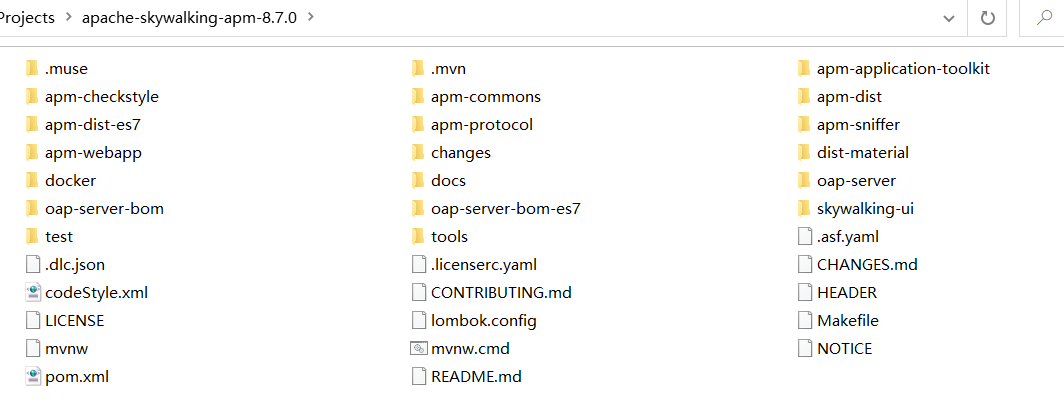 Projects > apache-skywalking-apm-8.7.0 >
.muse .mvn apm-application-toolkit
apm-checkstyle apm-commons apm-dist
apm-dist-es7 apm-protocol apm-sniffer
apm-webapp changes dist-material
docker docs oap-server
oap-server-bom oap-server-bom-es7 skywalking-ui
test tools .asf.yaml
.dlc.json .licenserc.yaml CHANGES.md
codeStyle.xml CONTRIBUTING.md HEADER
LICENSE lombok.config Makefile
mvnw mvnw.cmd NOTICE
pom.xml README.md